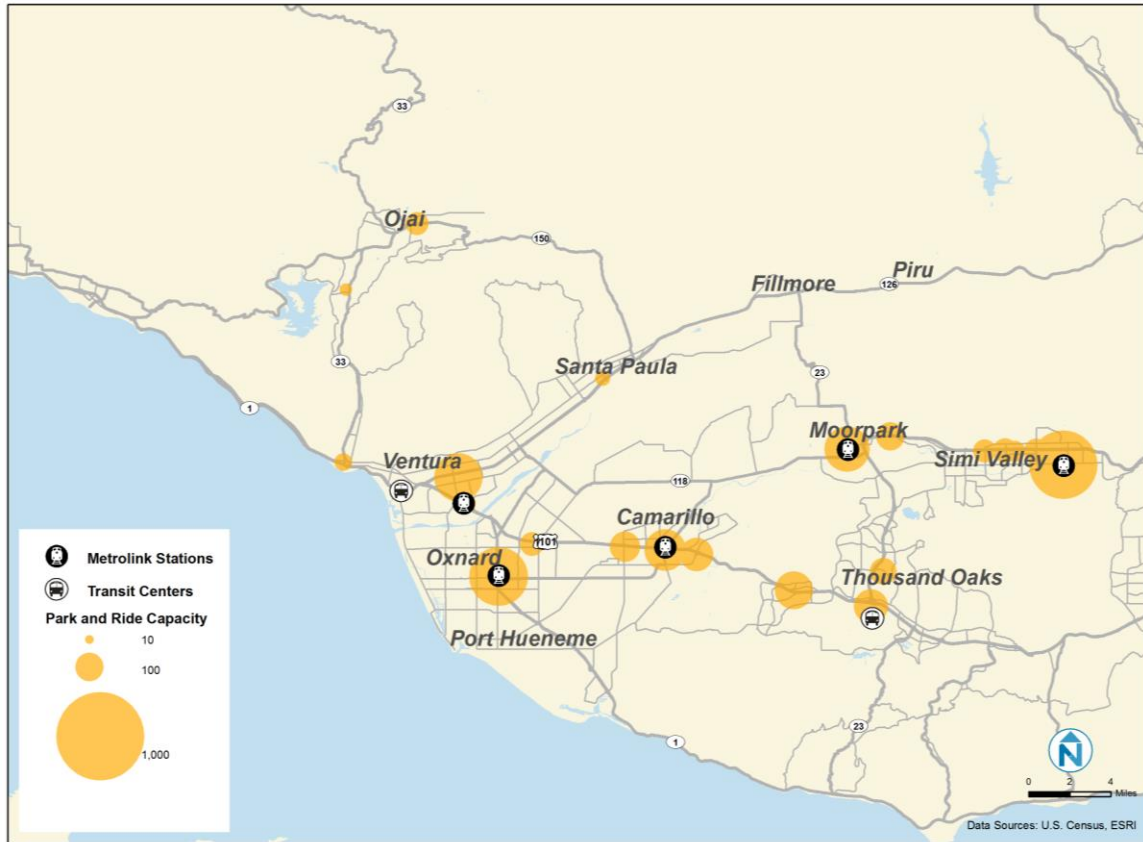 33
Ojai
150
Piru
Fillmore
126
33
Santa Paula
23
1
Moorpark
Ventura
Simi Valley
118
Camarillo
101
Oxnard
Thousand Oaks
Port Hueneme
23
1
Metrolink Stations
Transit Centers
Park and Ride Capacity
10
100
1,000
N
0 2 4
Miles
Data Sources: U.S. Census, ESRI